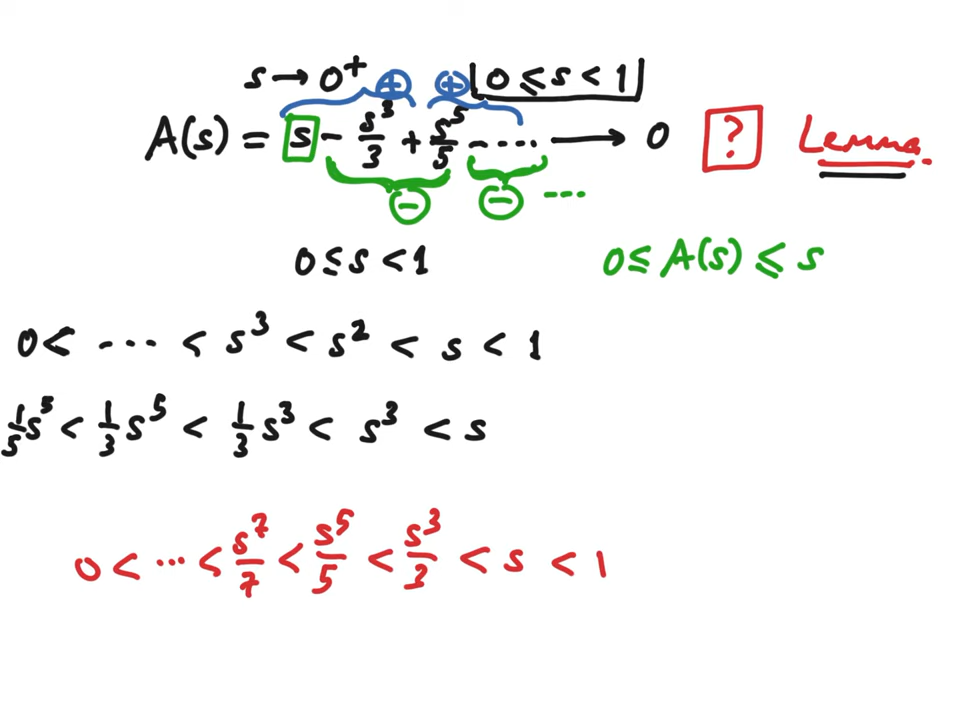 s → 0⁺ ⊕ ⊕ 0 ≤ s < 1
A(s) = s - s³/3 + s⁵/5 - .... → 0 ? Lemma.
⊖ ⊖ ....
0 ≤ s < 1 0 ≤ A(s) ≤ s
0 < ... < s³ < s² < s < 1
1/5 s⁵ < 1/3 s⁵ < 1/3 s³ < s³ < s
0 < ... < s⁷/7 < s⁵/5 < s³/3 < s < 1